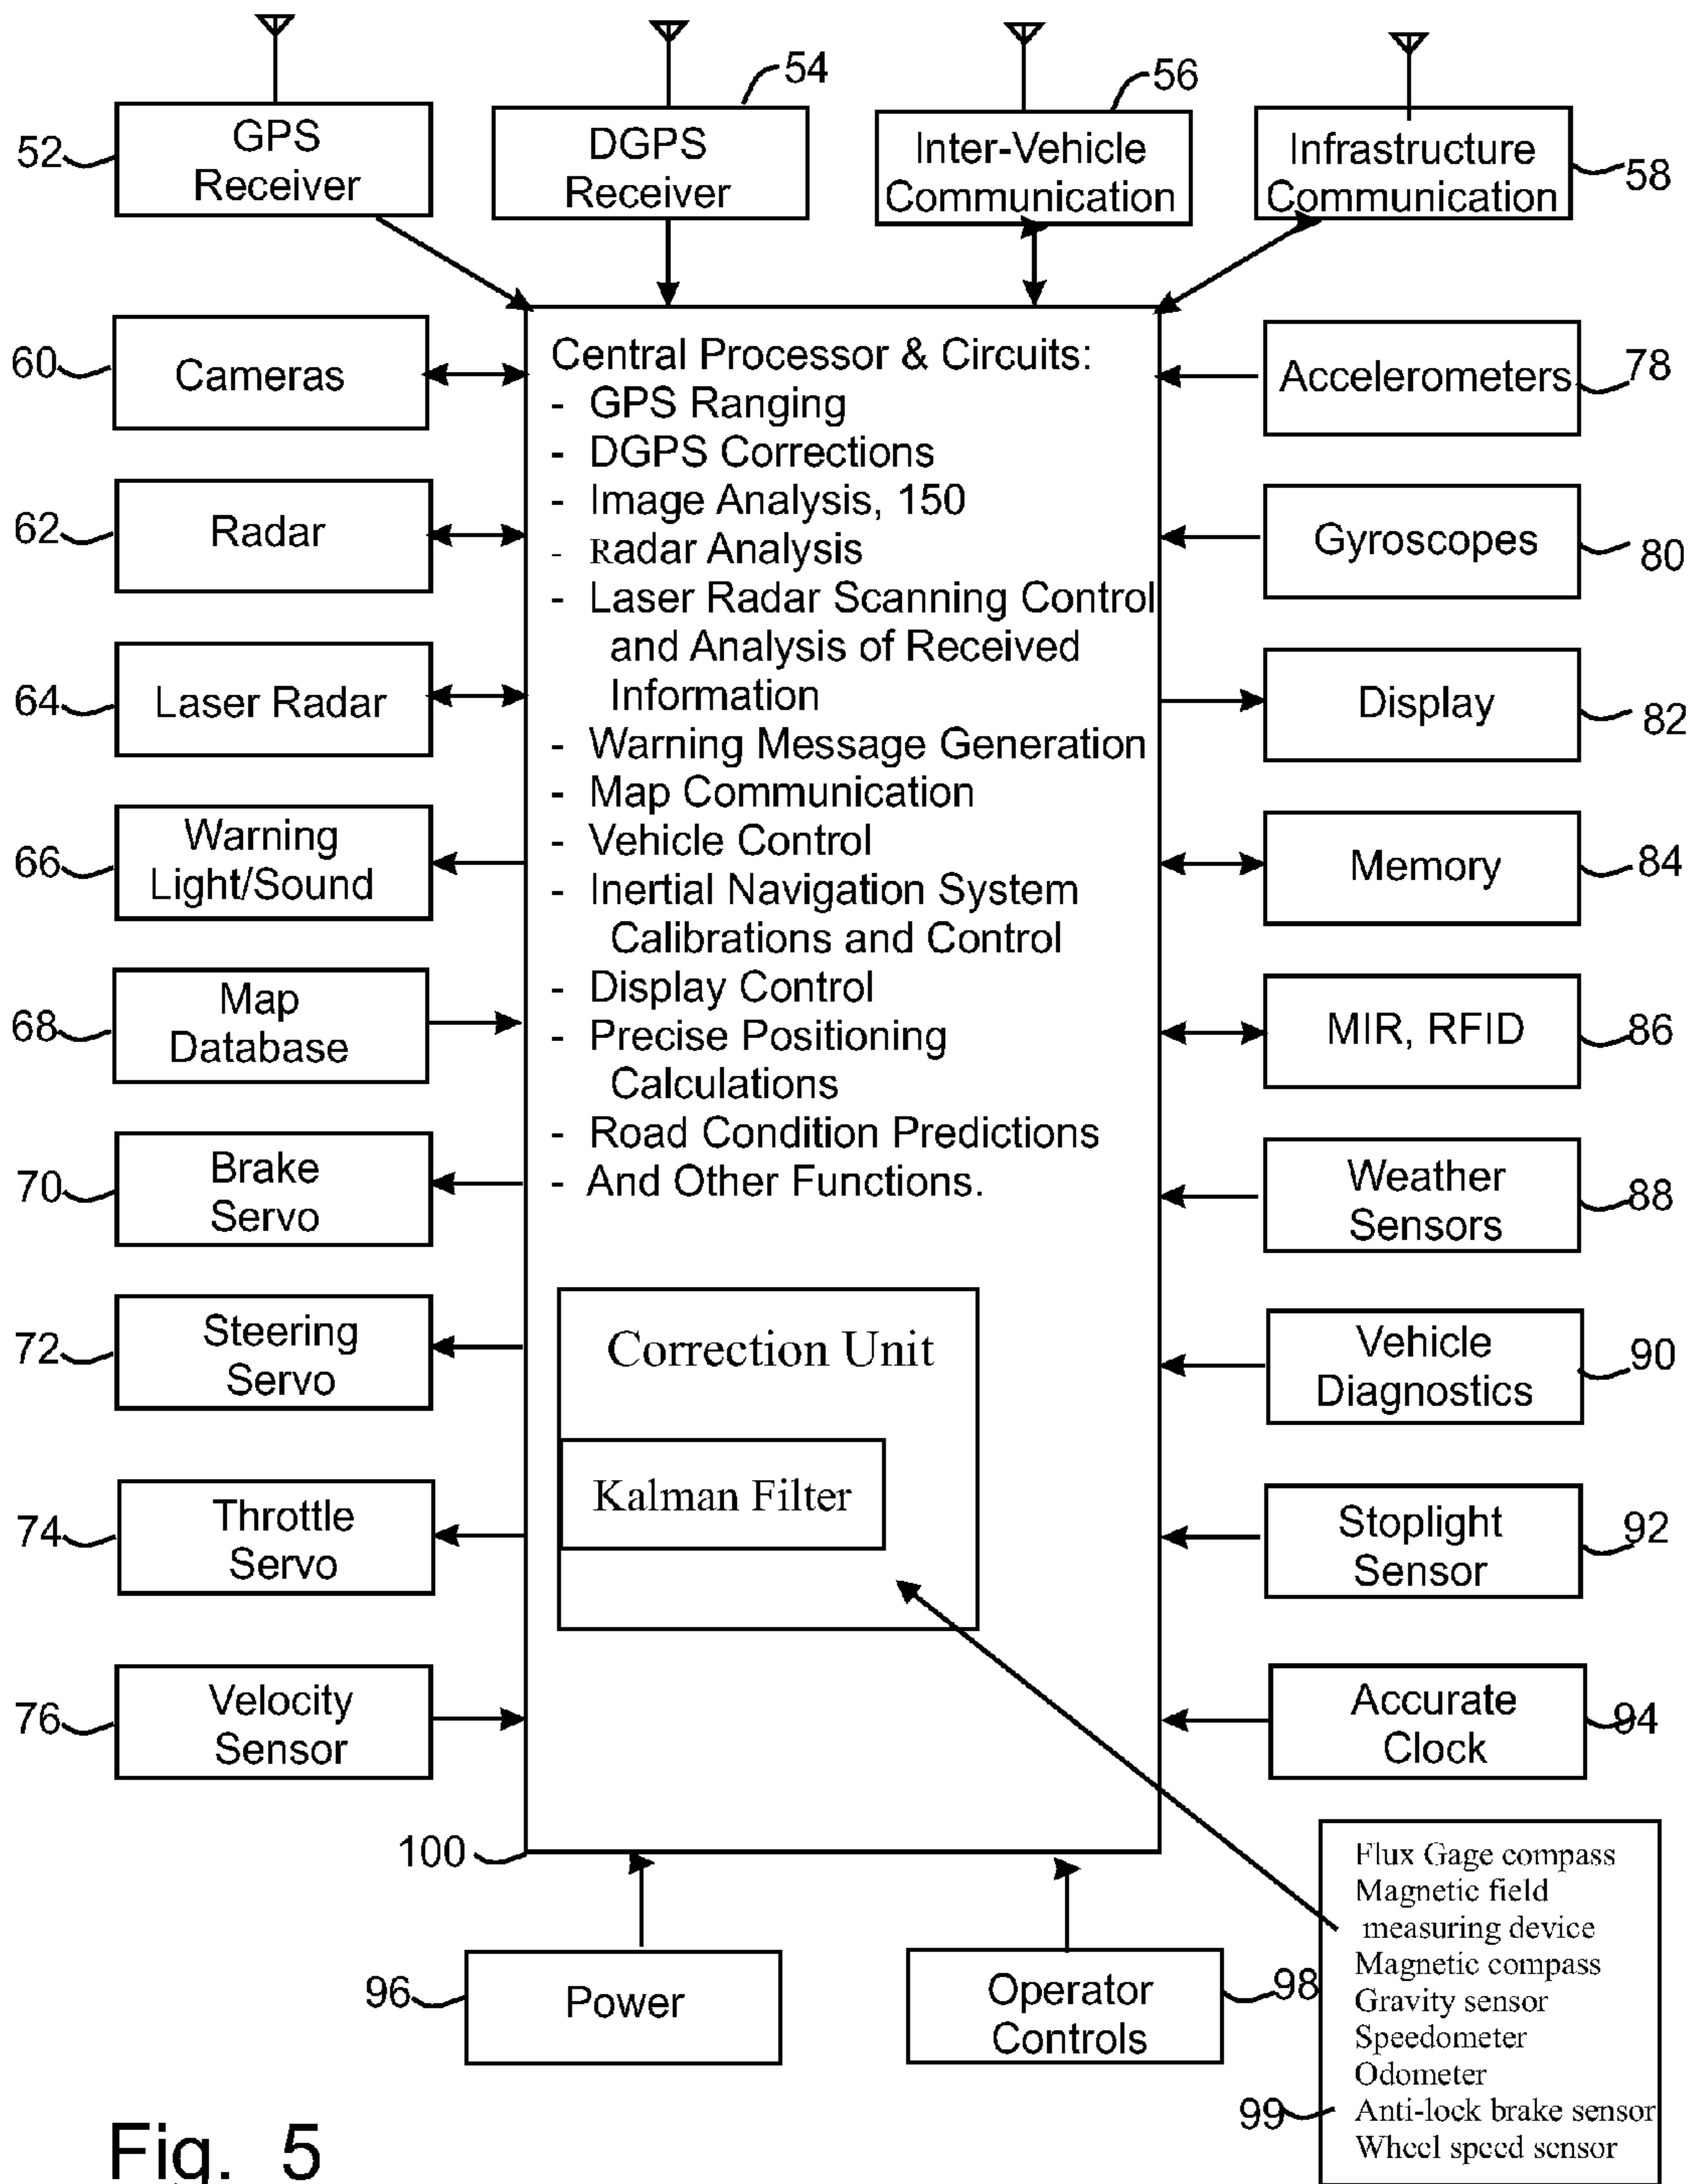 54
56
52
GPS
Receiver
DGPS
Receiver
Inter-Vehicle
Communication
Infrastructure
Communication
58
60
Cameras
62
Radar
64
Laser Radar
66
Warning
Light/Sound
68
Map
Database
70
Brake
Servo
72
Steering
Servo
74
Throttle
Servo
76
Velocity
Sensor
Central Processor & Circuits:
- GPS Ranging
- DGPS Corrections
- Image Analysis, 150
- Radar Analysis
- Laser Radar Scanning Control
and Analysis of Received
Information
- Warning Message Generation
- Map Communication
- Vehicle Control
- Inertial Navigation System
Calibrations and Control
- Display Control
- Precise Positioning
Calculations
- Road Condition Predictions
- And Other Functions.
Correction Unit
Kalman Filter
100
Accelerometers
78
Gyroscopes
80
Display
82
Memory
84
MIR, RFID
86
Weather
Sensors
88
Vehicle
Diagnostics
90
Stoplight
Sensor
92
Accurate
Clock
94
96
Power
Operator
Controls
98
Flux Gage compass
Magnetic field
measuring device
Magnetic compass
Gravity sensor
Speedometer
Odometer
99
Anti-lock brake sensor
Wheel speed sensor
Fig. 5